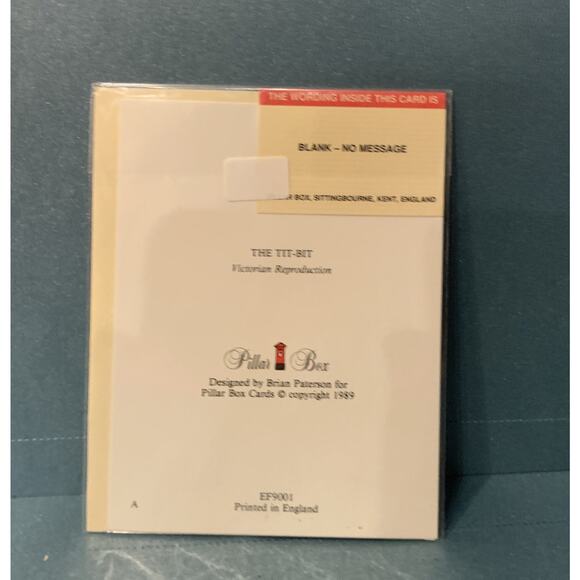 THE WORDING INSIDE THIS CARD IS
BLANK – NO MESSAGE
BOX, SITTINGBOURNE, KENT, ENGLAND
THE TIT-BIT
Victorian Reproduction
Pillar Box
Designed by Brian Paterson for
Pillar Box Cards © copyright 1989
EF9001
A Printed in England